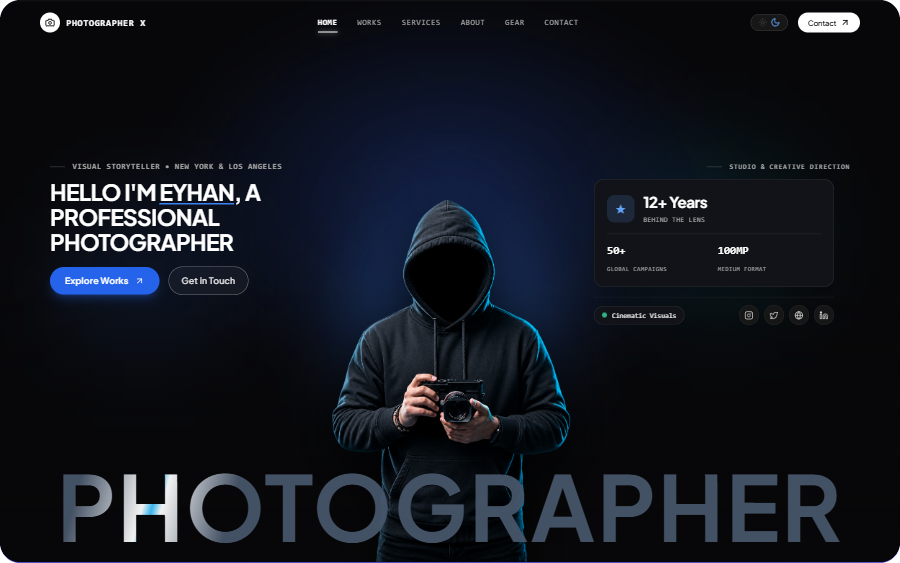 PHOTOGRAPHER X
HOME WORKS SERVICES ABOUT GEAR CONTACT
Contact
VISUAL STORYTELLER • NEW YORK & LOS ANGELES
HELLO I'M EYHAN, A
PROFESSIONAL
PHOTOGRAPHER
Explore Works
Get In Touch
STUDIO & CREATIVE DIRECTION
12+ Years
BEHIND THE LENS
50+
GLOBAL CAMPAIGNS
100MP
MEDIUM FORMAT
Cinematic Visuals
PHOTOGRAPHER